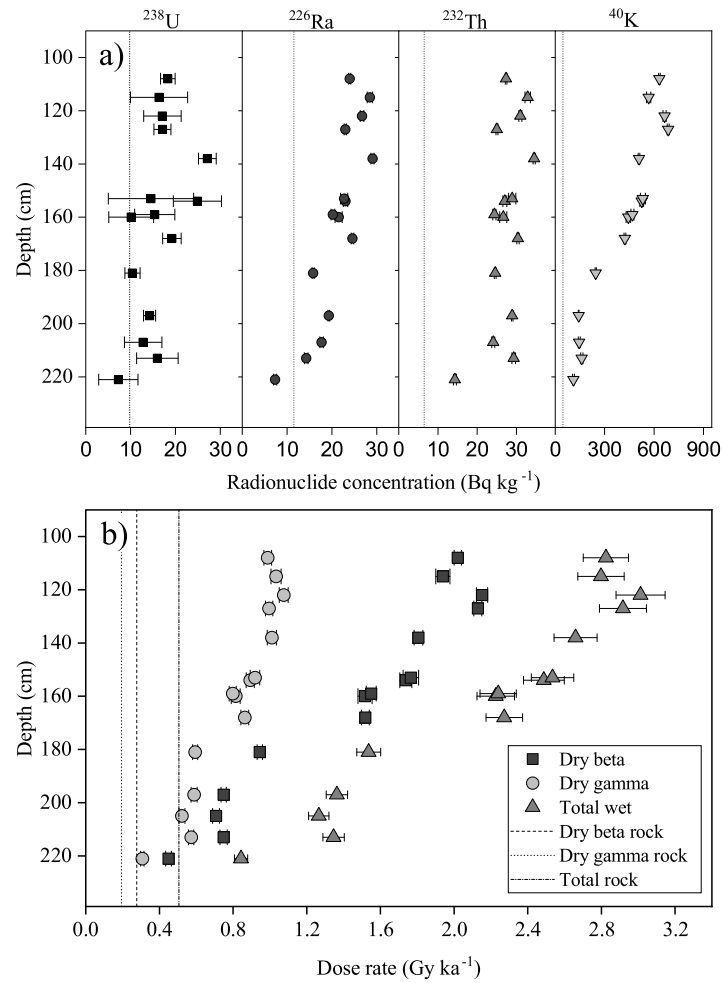 ²³⁸U ²²⁶Ra ²³²Th ⁴⁰K
a)
100
120
140
160
180
200
220
Depth (cm)
0 10 20 30 0 10 20 30 0 10 20 30 0 300 600 900
Radionuclide concentration (Bq kg⁻¹)
b)
100
120
140
160
180
200
220
Depth (cm)
Dry beta
Dry gamma
Total wet
Dry beta rock
Dry gamma rock
Total rock
0.0 0.4 0.8 1.2 1.6 2.0 2.4 2.8 3.2
Dose rate (Gy ka⁻¹)